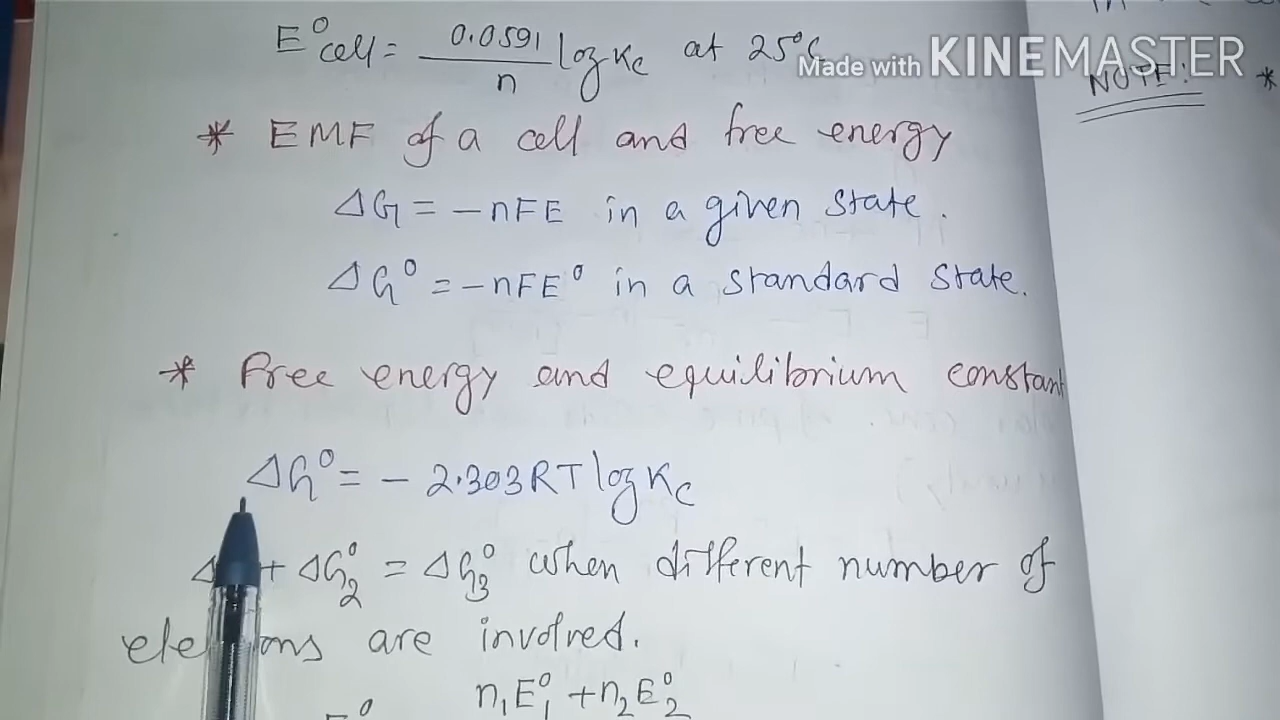 E°cell = 0.0591/n log Kc at 25°C
Made with KINEMASTER
NOTE: *
* EMF of a cell and free energy
ΔG = -nFE in a given state.
ΔG° = -nFE° in a standard state.
* Free energy and equilibrium constant
ΔG° = - 2.303RT log Kc
Δ + ΔG°2 = ΔG°3 when different number of
are involved.
E° n1E°1 + n2E°2